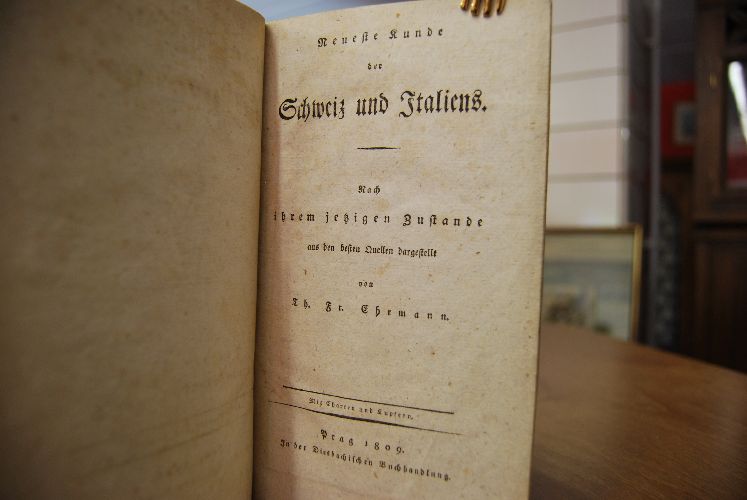 Neueste Kunde
der
Schweiz und Italiens.
Nach
ihrem jetzigen Zustande
aus den besten Quellen dargestellt
von
Th. Fr. Ehrmann.
Mit Charten und Kupfern.
Prag 1809.
In der Diesbachischen Buchhandlung.